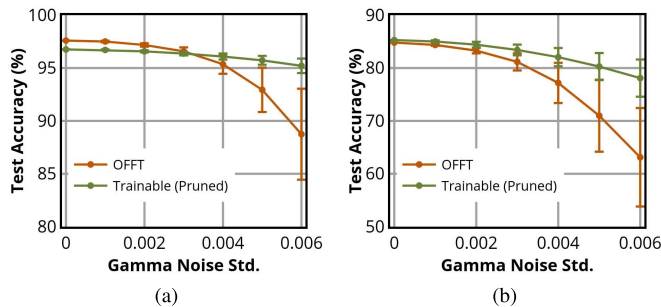 100
95
90
85
80
Test Accuracy (%)
OFFT
Trainable (Pruned)
0 0.002 0.004 0.006
Gamma Noise Std.
(a)
90
80
70
60
50
Test Accuracy (%)
OFFT
Trainable (Pruned)
0 0.002 0.004 0.006
Gamma Noise Std.
(b)